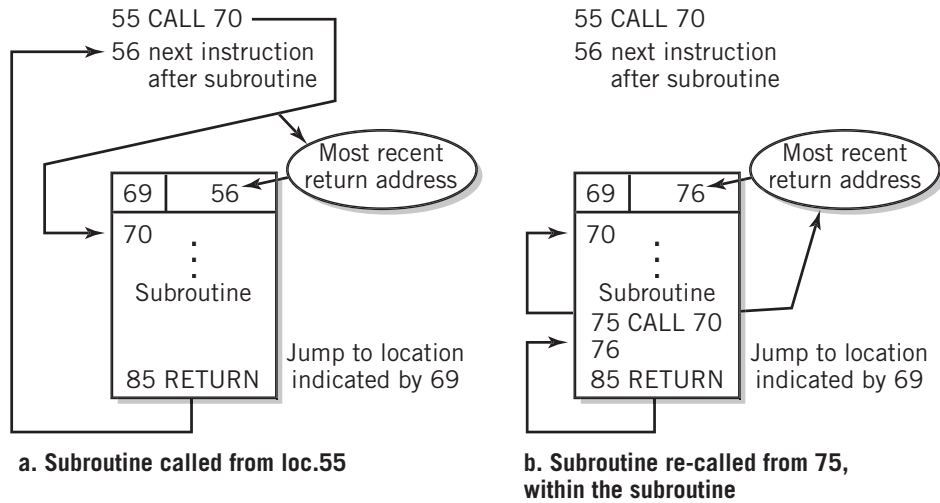 55 CALL 70
56 next instruction
after subroutine
Most recent
return address
69 56
70
.
.
.
Subroutine
85 RETURN
Jump to location
indicated by 69
a. Subroutine called from loc.55
55 CALL 70
56 next instruction
after subroutine
Most recent
return address
69 76
70
.
.
.
Subroutine
75 CALL 70
76
85 RETURN
Jump to location
indicated by 69
b. Subroutine re-called from 75,
within the subroutine